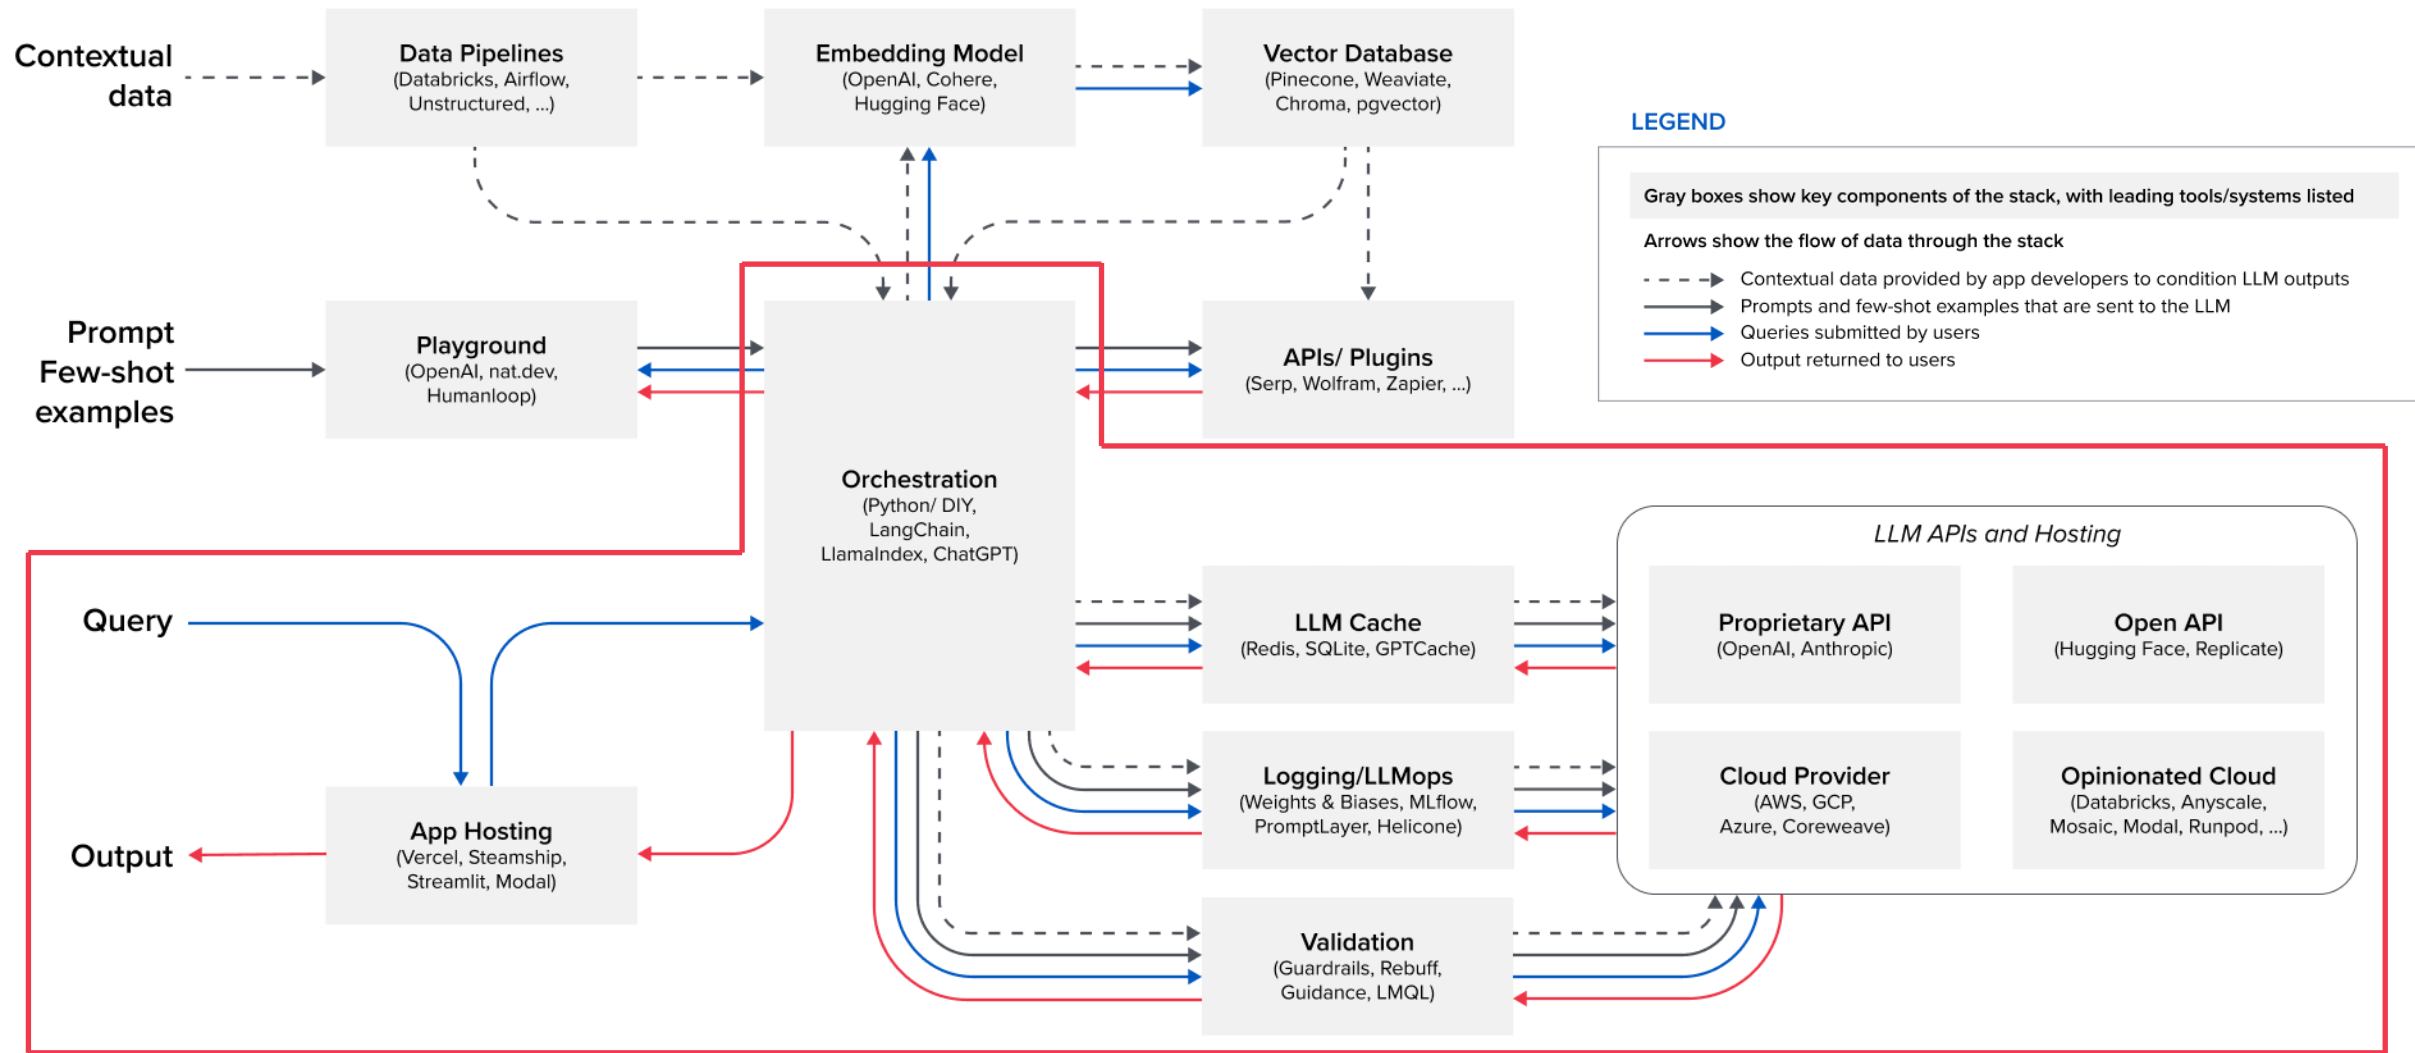 Contextual
data
Data Pipelines
(Databricks, Airflow,
Unstructured, ...)
Embedding Model
(OpenAI, Cohere,
Hugging Face)
Vector Database
(Pinecone, Weaviate,
Chroma, pgvector)
LEGEND
Gray boxes show key components of the stack, with leading tools/systems listed
Arrows show the flow of data through the stack
Contextual data provided by app developers to condition LLM outputs
Prompts and few-shot examples that are sent to the LLM
Queries submitted by users
Output returned to users
Prompt
Few-shot
examples
Playground
(OpenAI, nat.dev,
Humanloop)
APIs/ Plugins
(Serp, Wolfram, Zapier, ...)
Orchestration
(Python/ DIY,
LangChain,
LlamaIndex, ChatGPT)
Query
LLM Cache
(Redis, SQLite, GPTCache)
LLM APIs and Hosting
Proprietary API
(OpenAI, Anthropic)
Open API
(Hugging Face, Replicate)
Logging/LLMops
(Weights & Biases, MLflow,
PromptLayer, Helicone)
Cloud Provider
(AWS, GCP,
Azure, Coreweave)
Opinionated Cloud
(Databricks, Anyscale,
Mosaic, Modal, Runpod, ...)
Output
App Hosting
(Vercel, Steamship,
Streamlit, Modal)
Validation
(Guardrails, Rebuff,
Guidance, LMQL)